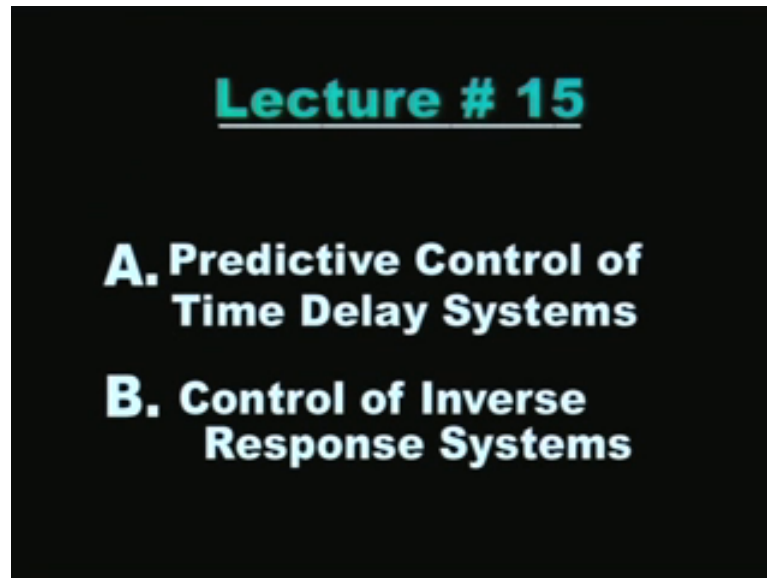 Lecture # 15
A. Predictive Control of
Time Delay Systems
B. Control of Inverse
Response Systems